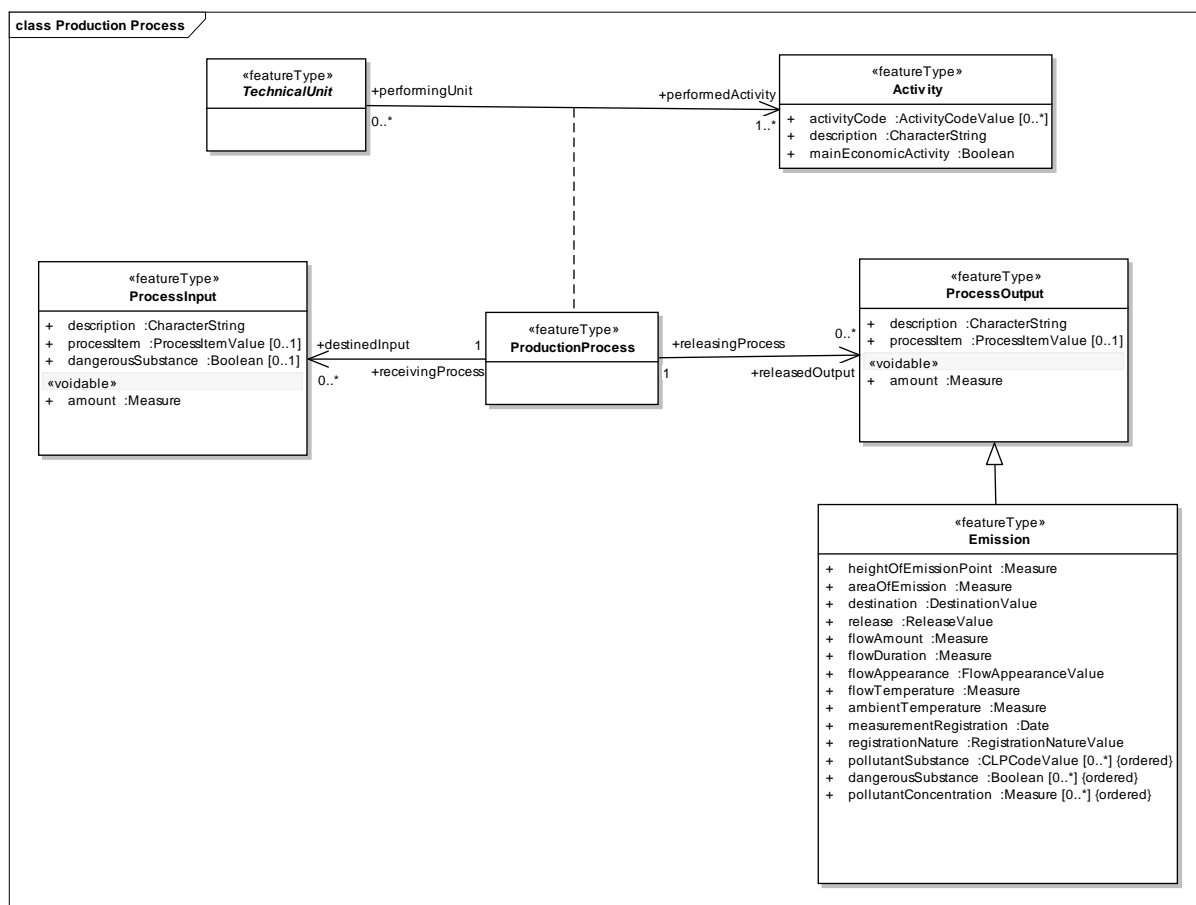 class Production Process
«featureType»
TechnicalUnit
+performingUnit
0..*
+performedActivity
1..*
«featureType»
Activity
+ activityCode :ActivityCodeValue [0..*]
+ description :CharacterString
+ mainEconomicActivity :Boolean
«featureType»
ProcessInput
+ description :CharacterString
+ processItem :ProcessItemValue [0..1]
+ dangerousSubstance :Boolean [0..1]
«voidable»
+ amount :Measure
+destinedInput
1
+receivingProcess
0..*
«featureType»
ProductionProcess
+releasingProcess
0..*
1
+releasedOutput
«featureType»
ProcessOutput
+ description :CharacterString
+ processItem :ProcessItemValue [0..1]
«voidable»
+ amount :Measure
«featureType»
Emission
+ heightOfEmissionPoint :Measure
+ areaOfEmission :Measure
+ destination :DestinationValue
+ release :ReleaseValue
+ flowAmount :Measure
+ flowDuration :Measure
+ flowAppearance :FlowAppearanceValue
+ flowTemperature :Measure
+ ambientTemperature :Measure
+ measurementRegistration :Date
+ registrationNature :RegistrationNatureValue
+ pollutantSubstance :CLPCodeValue [0..*] {ordered}
+ dangerousSubstance :Boolean [0..*] {ordered}
+ pollutantConcentration :Measure [0..*] {ordered}